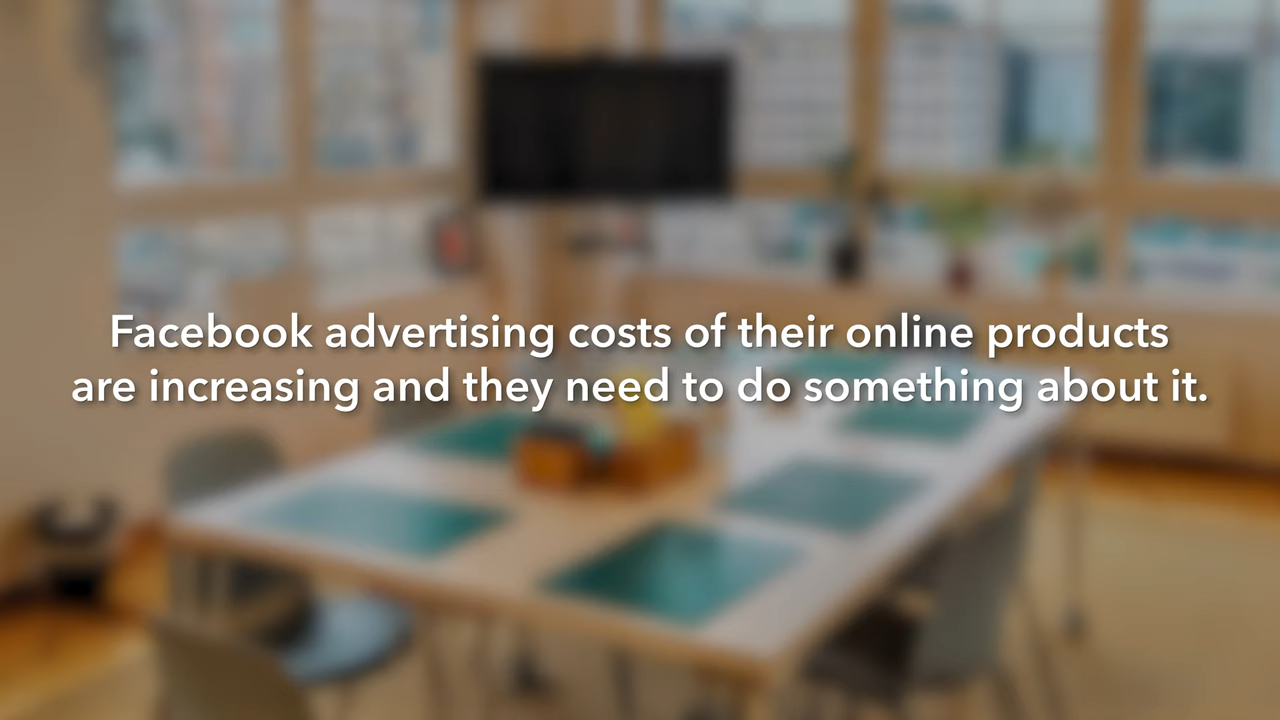 Facebook advertising costs of their online products
are increasing and they need to do something about it.